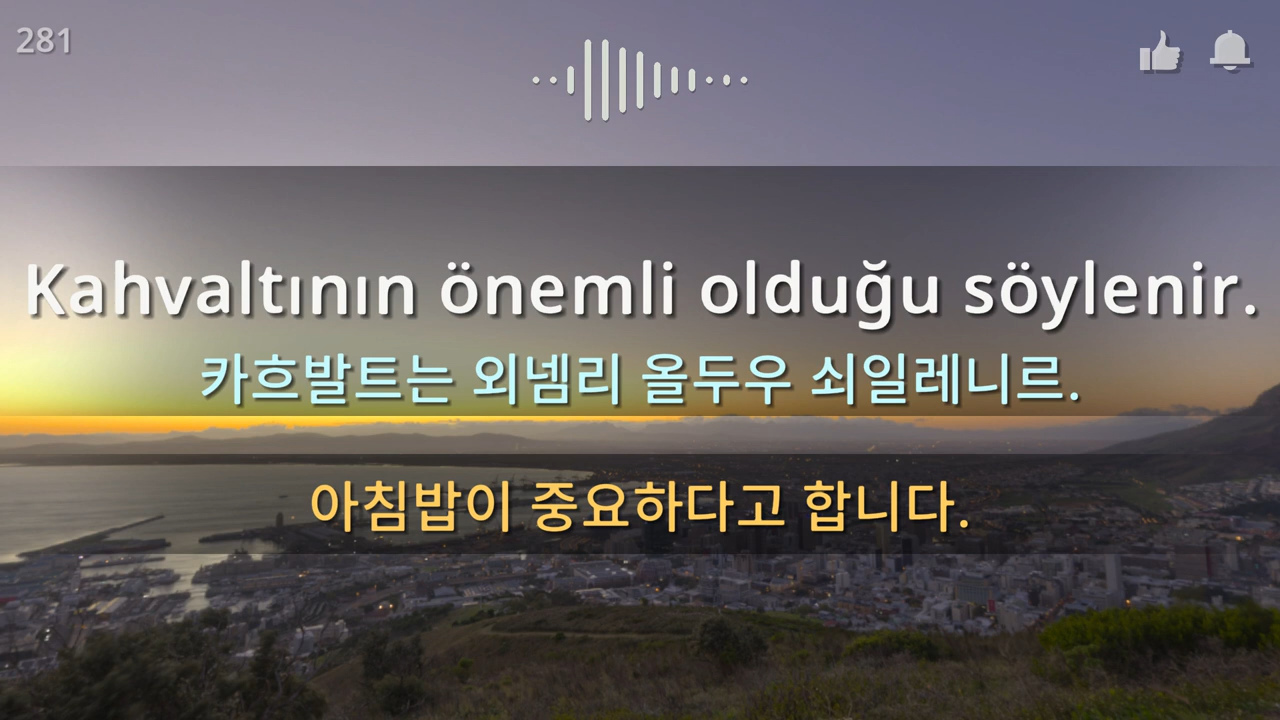 281
Kahvaltının önemli olduğu söylenir.
카흐발트는 외넴리 올두우 쇠일레니르.
아침밥이 중요하다고 합니다.